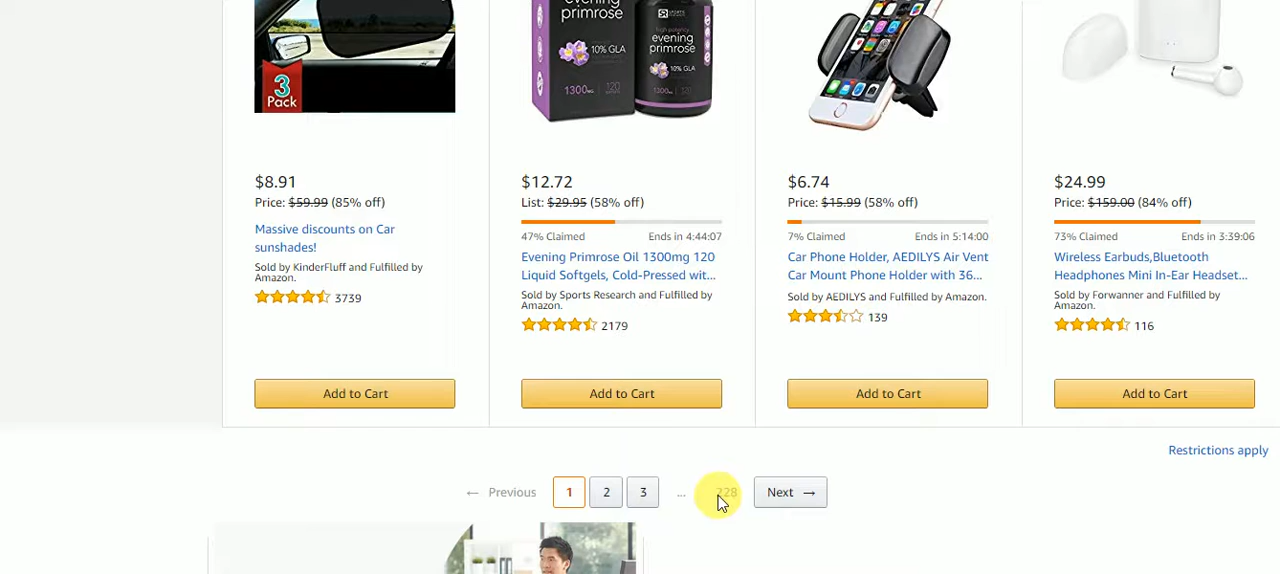 3
Pack
evening
primrose
10% GLA
1300
120
SR
evening
primrose
10% GLA
1300
120
$8.91
Price: $59.99 (85% off)
Massive discounts on Car
sunshades!
Sold by KinderFluff and Fulfilled by
Amazon.
3739
Add to Cart
$12.72
List: $29.95 (58% off)
47% Claimed
Ends in 4:44:07
Evening Primrose Oil 1300mg 120
Liquid Softgels, Cold-Pressed wit...
Sold by Sports Research and Fulfilled by
Amazon.
2179
Add to Cart
$6.74
Price: $15.99 (58% off)
7% Claimed
Ends in 5:14:00
Car Phone Holder, AEDILYS Air Vent
Car Mount Phone Holder with 36...
Sold by AEDILYS and Fulfilled by Amazon.
139
Add to Cart
$24.99
Price: $159.00 (84% off)
73% Claimed
Ends in 3:39:06
Wireless Earbuds,Bluetooth
Headphones Mini In-Ear Headset...
Sold by Forwanner and Fulfilled by
Amazon.
116
Add to Cart
Restrictions apply
← Previous 1 2 3 ... 228 Next →